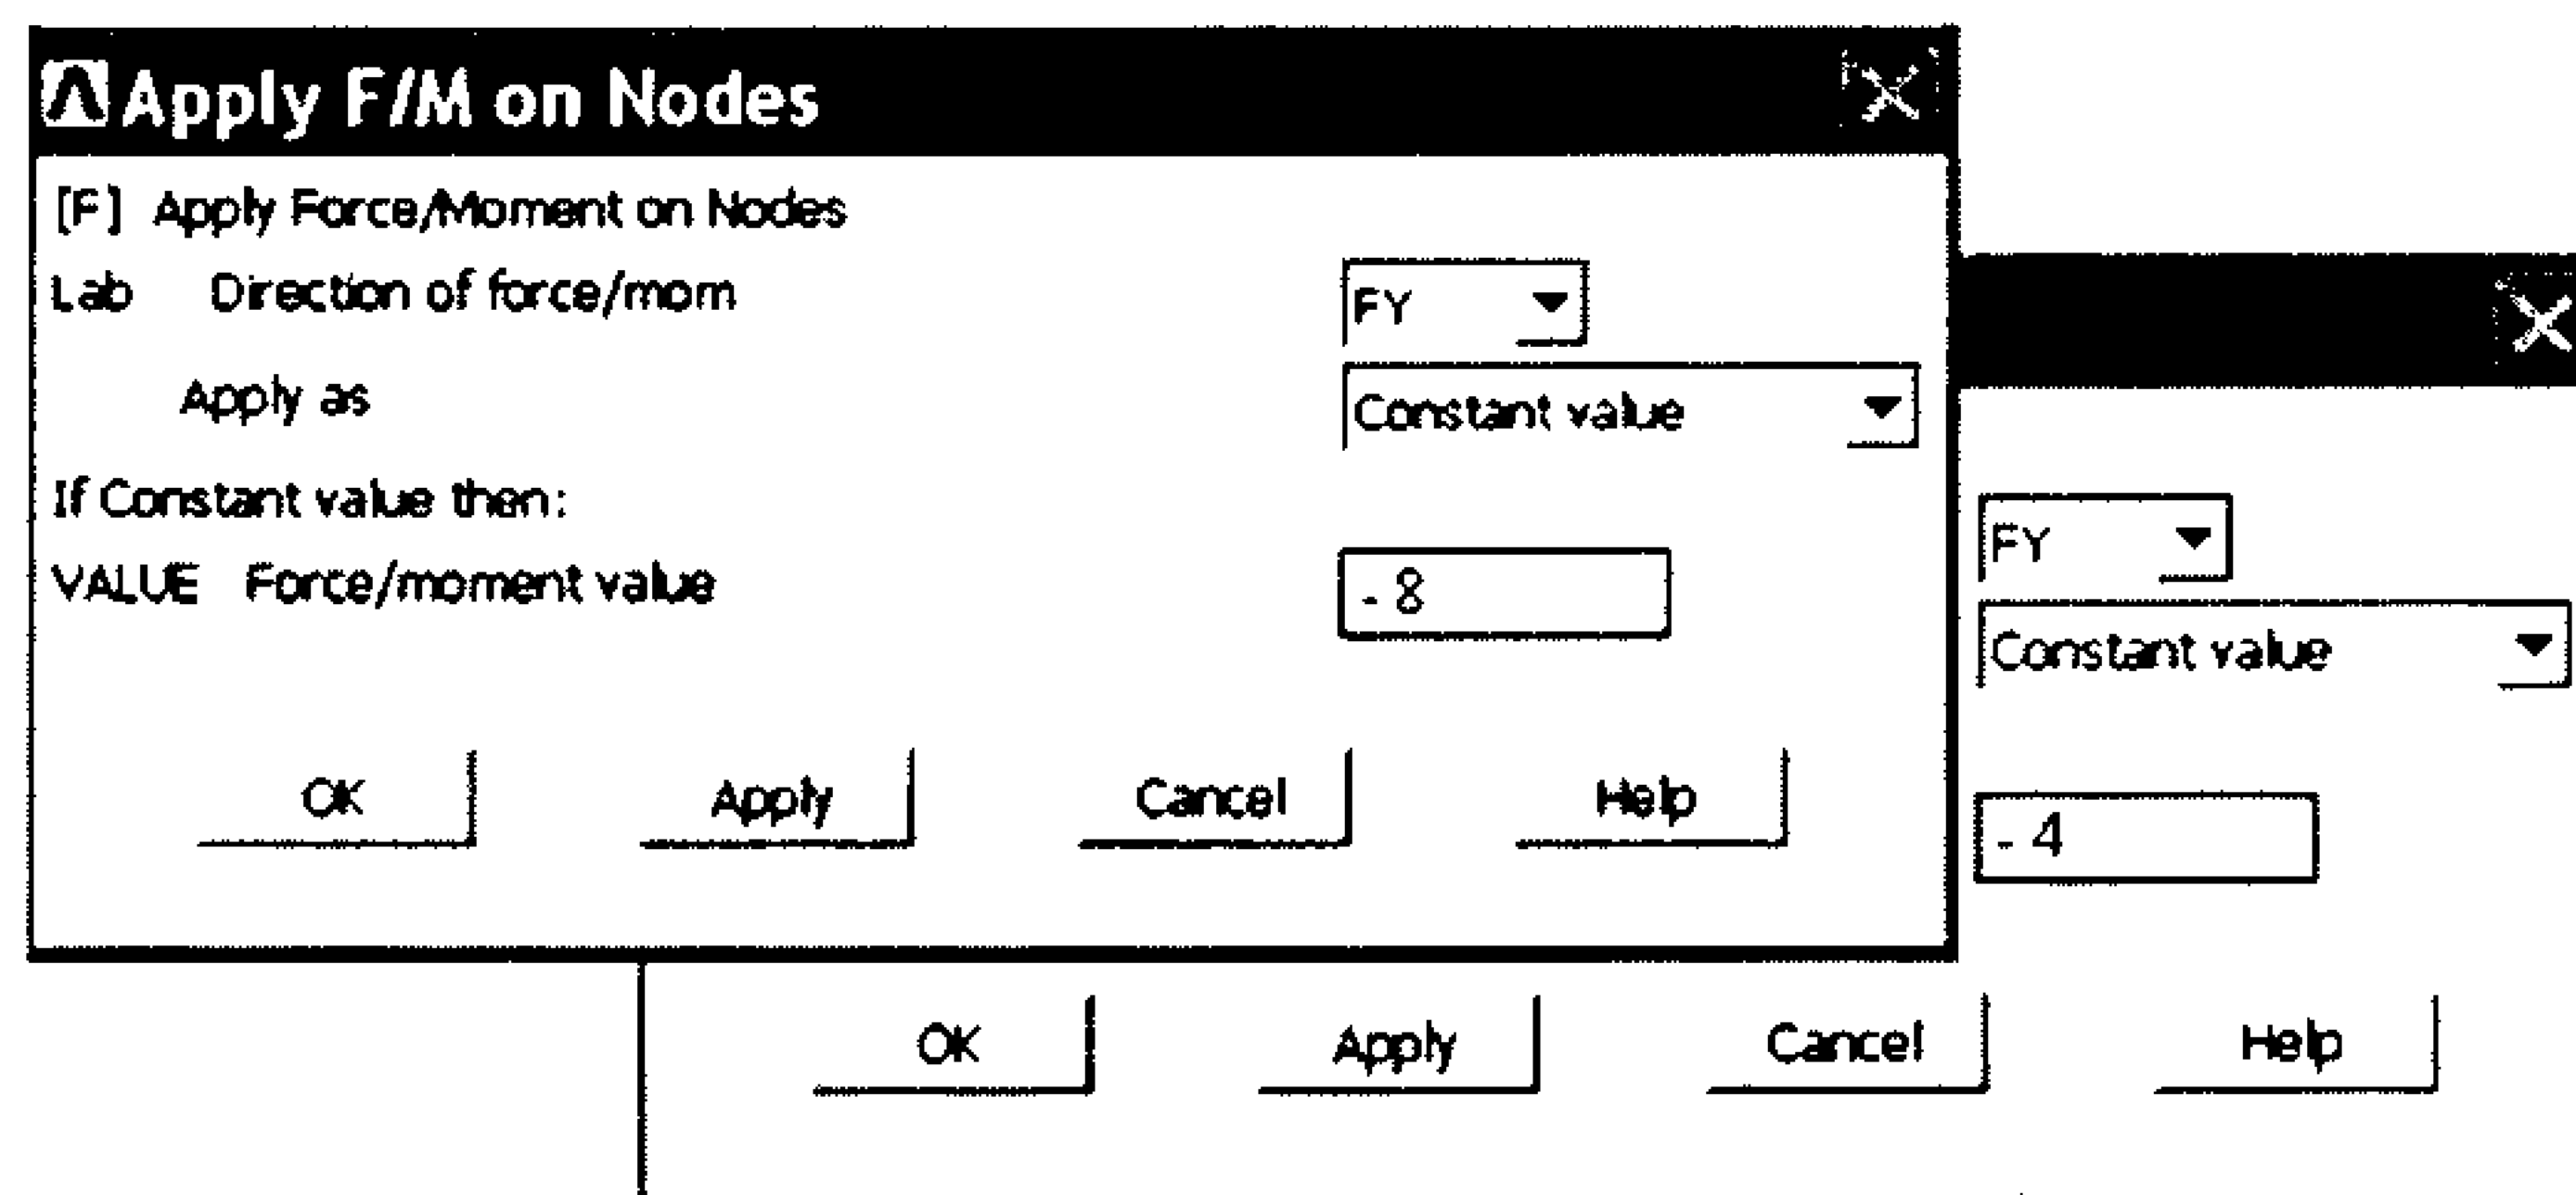 Apply F/M on Nodes
[F] Apply Force/Moment on Nodes
Lab Direction of force/mom FY
Apply as Constant value
If Constant value then:
VALUE Force/moment value - 8
OK Apply Cancel Help
FY
Constant value
- 4
OK Apply Cancel Help